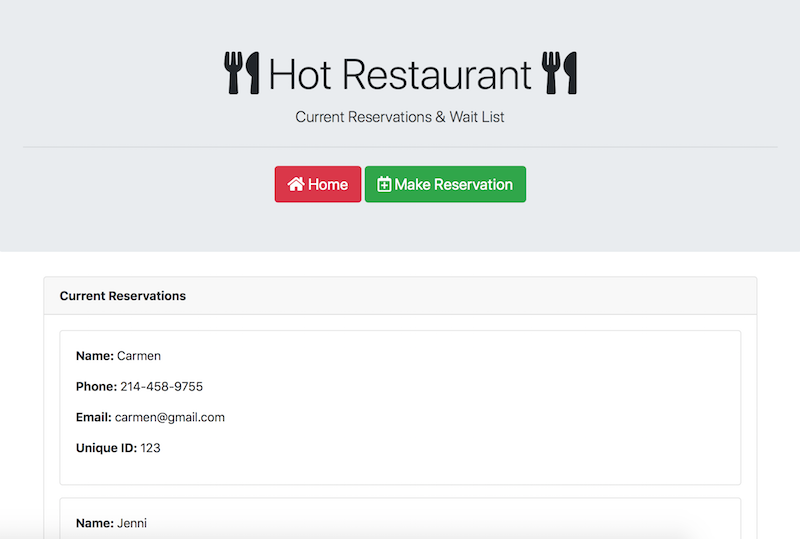 Hot Restaurant
Current Reservations & Wait List
Home Make Reservation
Current Reservations
Name: Carmen
Phone: 214-458-9755
Email: carmen@gmail.com
Unique ID: 123
Name: Jenni